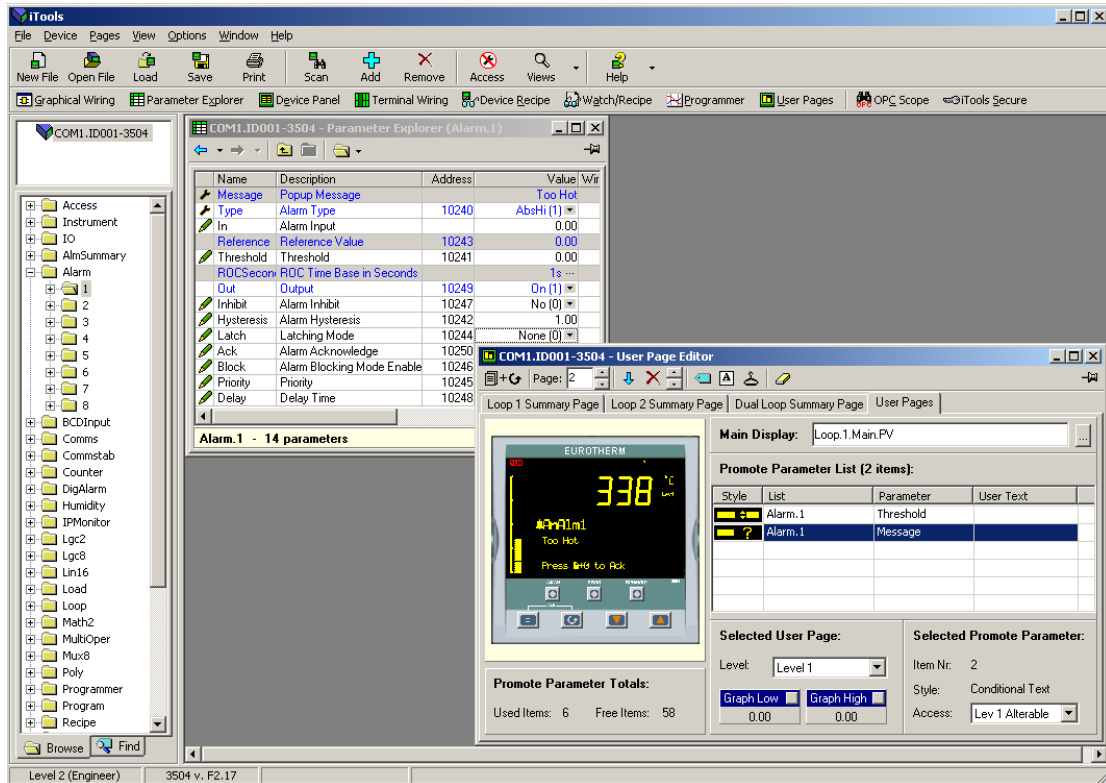 iTools
File Device Pages View Options Window Help
New File Open File Load Save Print Scan Add Remove Access Views Help
Graphical Wiring Parameter Explorer Device Panel Terminal Wiring Device Recipe Watch/Recipe Programmer User Pages OPC Scope iTools Secure
COM1.ID001-3504
Access
Instrument
IO
AlmSummary
Alarm
1
2
3
4
5
6
7
8
BCDInput
Comms
Commstab
Counter
DigAlarm
Humidity
IPMonitor
Lgc2
Lgc8
Lin16
Load
Loop
Math2
MultiOper
Mux8
Poly
Programmer
Program
Recipe
Browse Find
Level 2 (Engineer) 3504 v. F2.17
COM1.ID001-3504 - Parameter Explorer (Alarm.1)
Name Description Address Value Wir
Message Popup Message Too Hot
Type Alarm Type 10240 AbsHi (1)
In Alarm Input 0.00
Reference Reference Value 10243 0.00
Threshold Threshold 10241 0.00
ROCSecon ROC Time Base in Seconds 1s ...
Out Output 10249 On (1)
Inhibit Alarm Inhibit 10247 No (0)
Hysteresis Alarm Hysteresis 10242 1.00
Latch Latching Mode 10244 None (0)
Ack Alarm Acknowledge 10250
Block Alarm Blocking Mode Enable 10246
Priority Priority 10245
Delay Delay Time 10248
Alarm.1 - 14 parameters
COM1.ID001-3504 - User Page Editor
Page: 2
Loop 1 Summary Page Loop 2 Summary Page Dual Loop Summary Page User Pages
EUROTHERM
338 °C
AnAlm1
Too Hot
Press to Ack
Main Display: Loop.1.Main.PV ...
Promote Parameter List (2 items):
Style List Parameter User Text
Alarm.1 Threshold
? Alarm.1 Message
Promote Parameter Totals:
Used Items: 6 Free Items: 58
Selected User Page:
Level: Level 1
Graph Low Graph High
0.00 0.00
Selected Promote Parameter:
Item Nr: 2
Style: Conditional Text
Access: Lev 1 Alterable